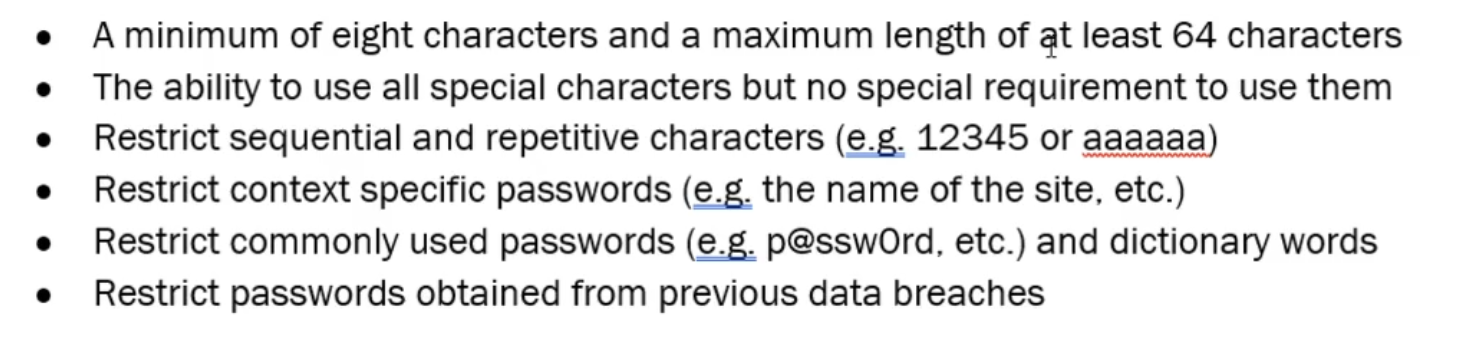 • A minimum of eight characters and a maximum length of at least 64 characters
• The ability to use all special characters but no special requirement to use them
• Restrict sequential and repetitive characters (e.g. 12345 or aaaaaa)
• Restrict context specific passwords (e.g. the name of the site, etc.)
• Restrict commonly used passwords (e.g. p@ssw0rd, etc.) and dictionary words
• Restrict passwords obtained from previous data breaches